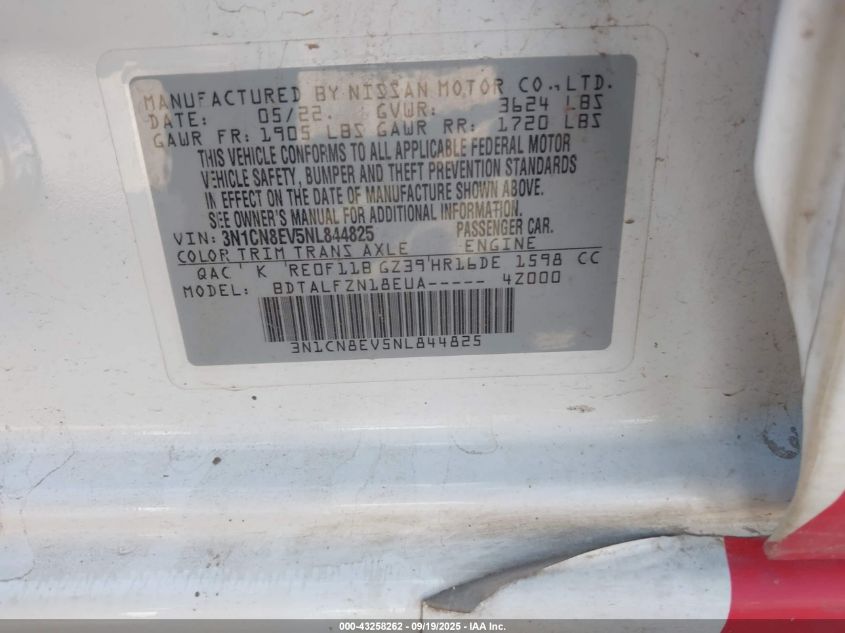 MANUFACTURED BY NISSAN MOTOR CO., LTD.
DATE: 05/22. GVWR: 3624 LBS
GAWR FR: 1905 LBS GAWR RR: 1720 LBS
THIS VEHICLE CONFORMS TO ALL APPLICABLE FEDERAL MOTOR
VEHICLE SAFETY, BUMPER AND THEFT PREVENTION STANDARDS
IN EFFECT ON THE DATE OF MANUFACTURE SHOWN ABOVE.
SEE OWNER'S MANUAL FOR ADDITIONAL INFORMATION.
VIN: 3N1CN8EV5NL844825 PASSENGER CAR.
COLOR TRIM TRANS AXLE ENGINE
QAC K RE0F11B GZ39 HR16DE 1598 CC
MODEL: BDTALFZN18EUA----- 4Z000
3N1CN8EV5NL844825
000-43258262 - 09/19/2025 - IAA Inc.